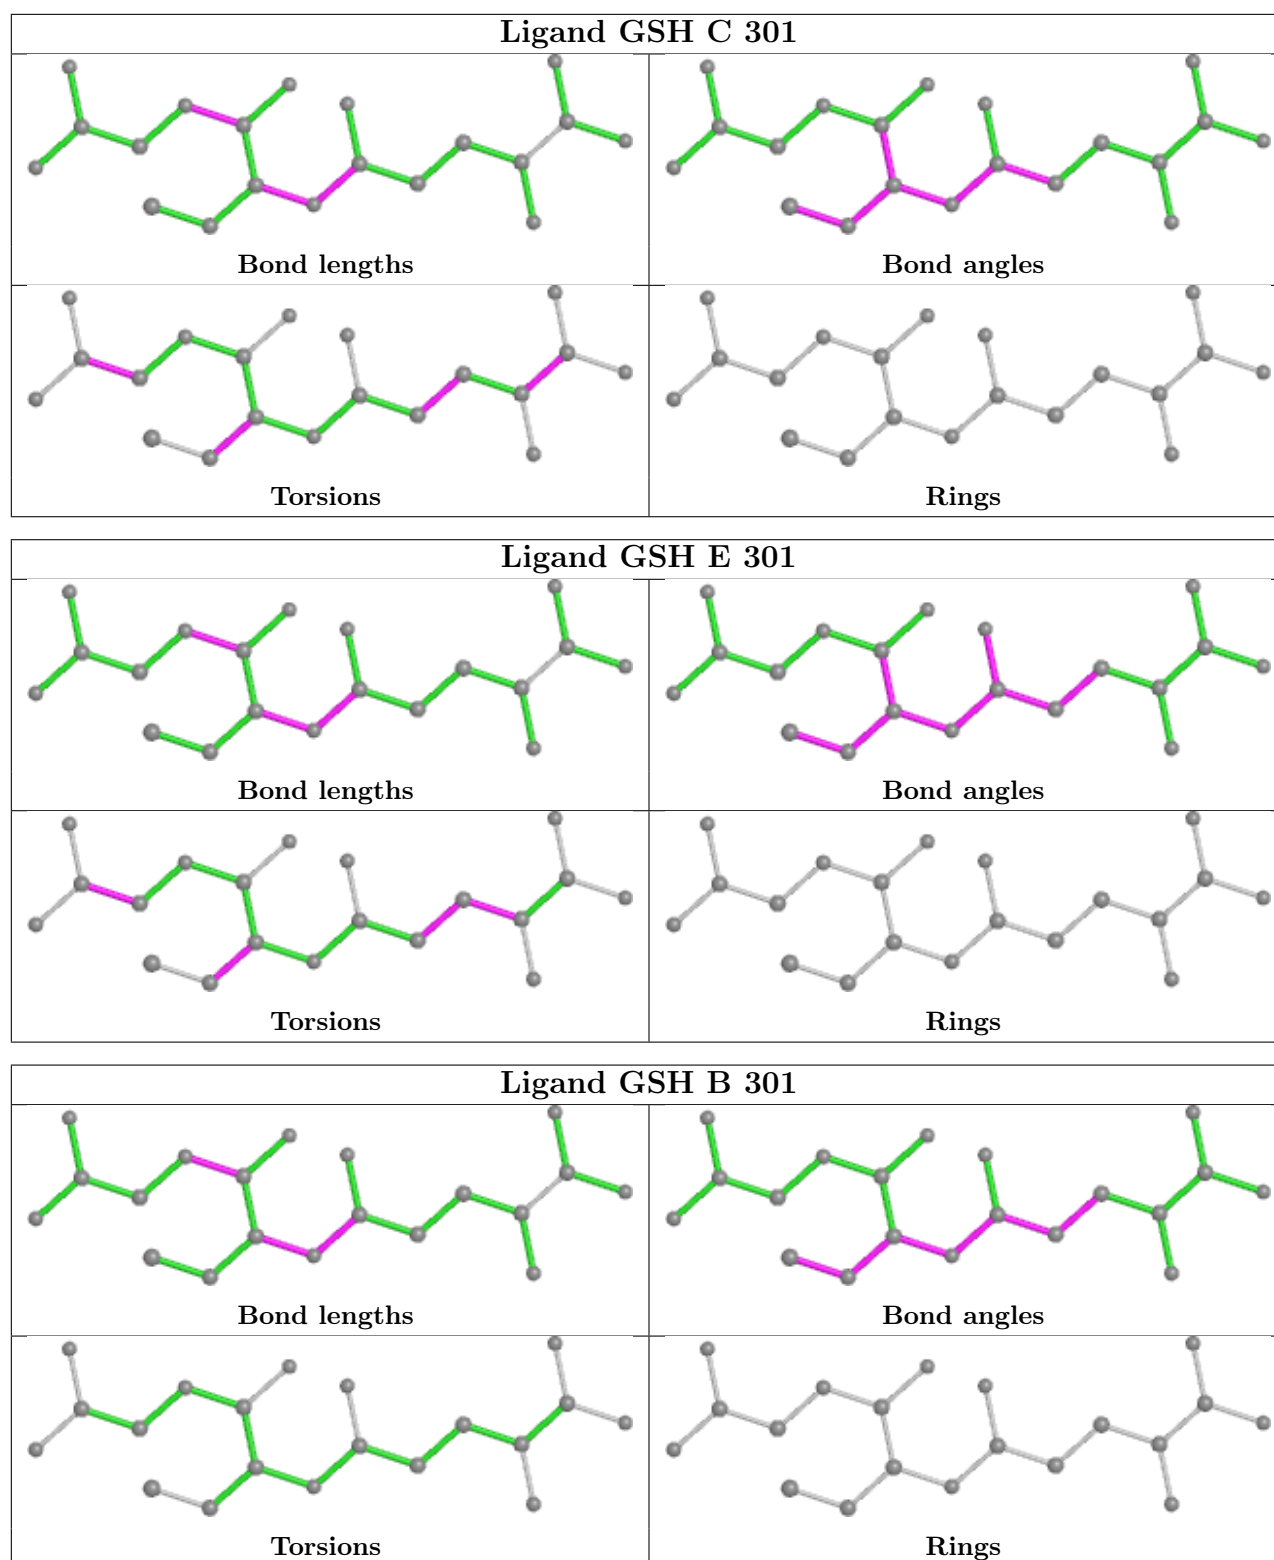 Ligand GSH C 301
Bond lengths
Bond angles
Torsions
Rings
Ligand GSH E 301
Bond lengths
Bond angles
Torsions
Rings
Ligand GSH B 301
Bond lengths
Bond angles
Torsions
Rings